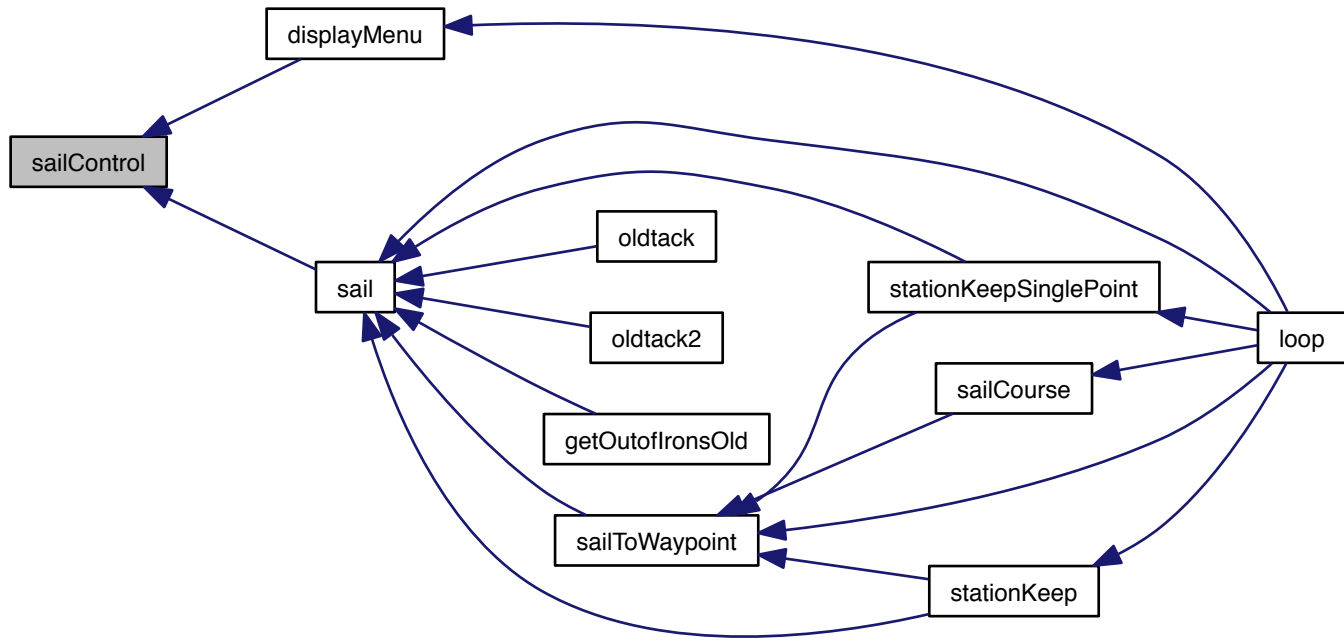 displayMenu
sailControl
oldtack
sail
stationKeepSinglePoint
oldtack2
loop
sailCourse
getOutofIronsOld
sailToWaypoint
stationKeep